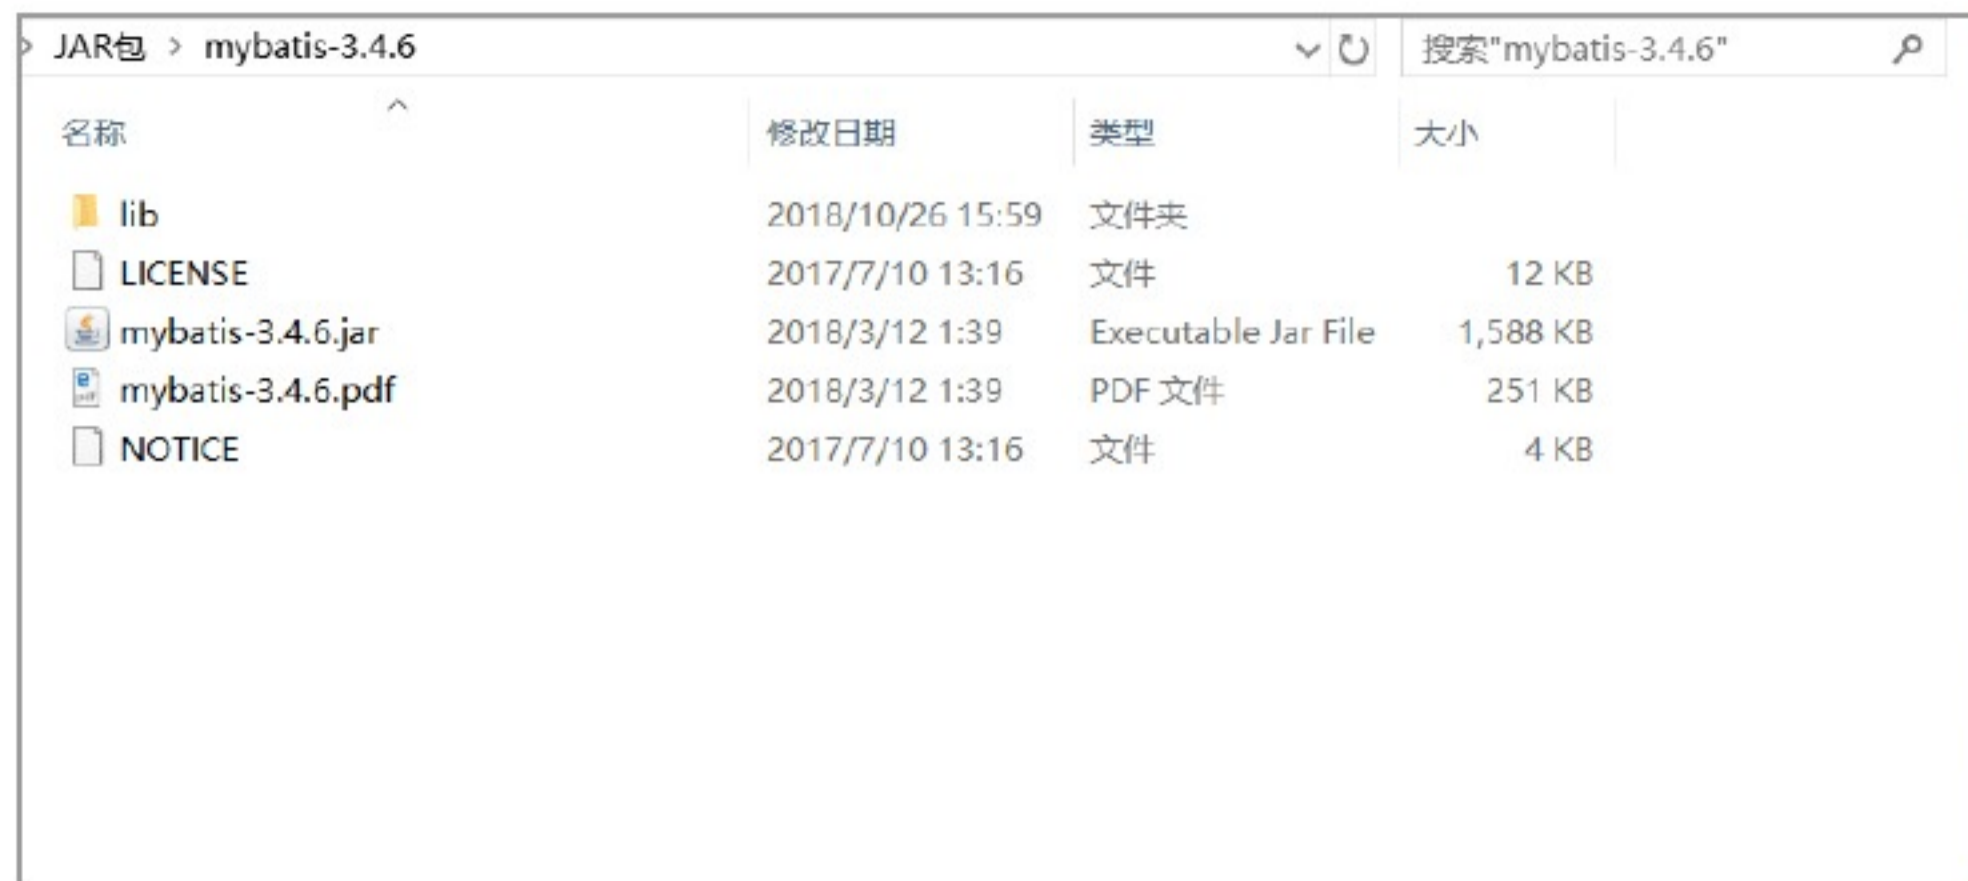 › JAR包 › mybatis-3.4.6 搜索"mybatis-3.4.6"
名称 修改日期 类型 大小
lib 2018/10/26 15:59 文件夹
LICENSE 2017/7/10 13:16 文件 12 KB
mybatis-3.4.6.jar 2018/3/12 1:39 Executable Jar File 1,588 KB
mybatis-3.4.6.pdf 2018/3/12 1:39 PDF 文件 251 KB
NOTICE 2017/7/10 13:16 文件 4 KB